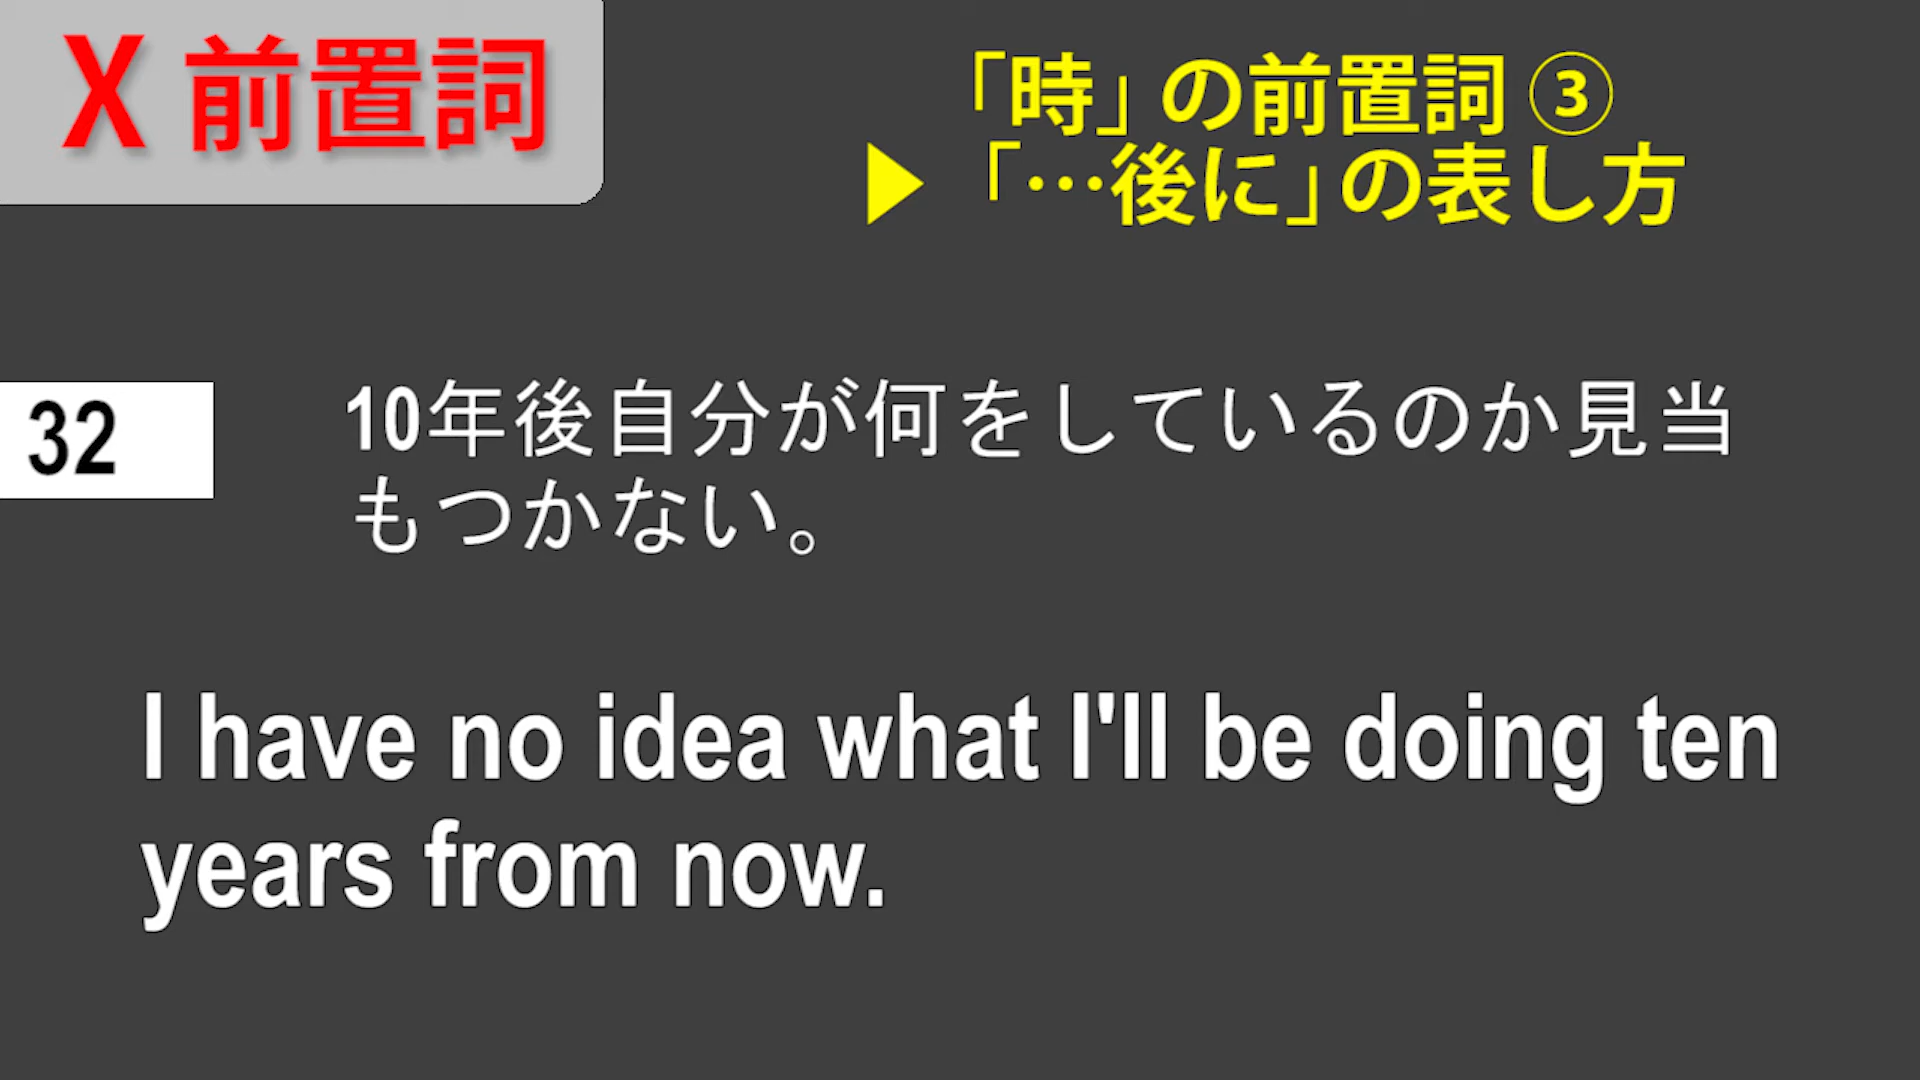 X 前置詞
「時」の前置詞 ③
▶ 「…後に」の表し方
32
10年後自分が何をしているのか見当
もつかない。
I have no idea what I'll be doing ten
years from now.